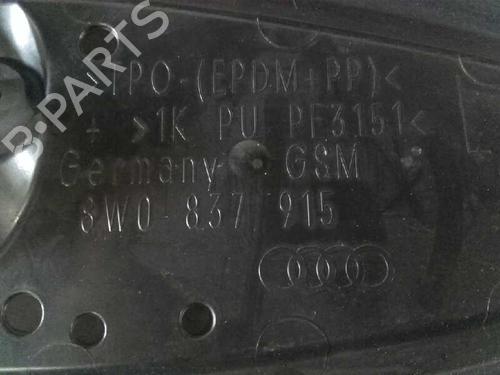 B-PARTS
>TPO-(EPDM+PP)<
+ >1K PU PF3151<
Germany GSM
8W0 837 915